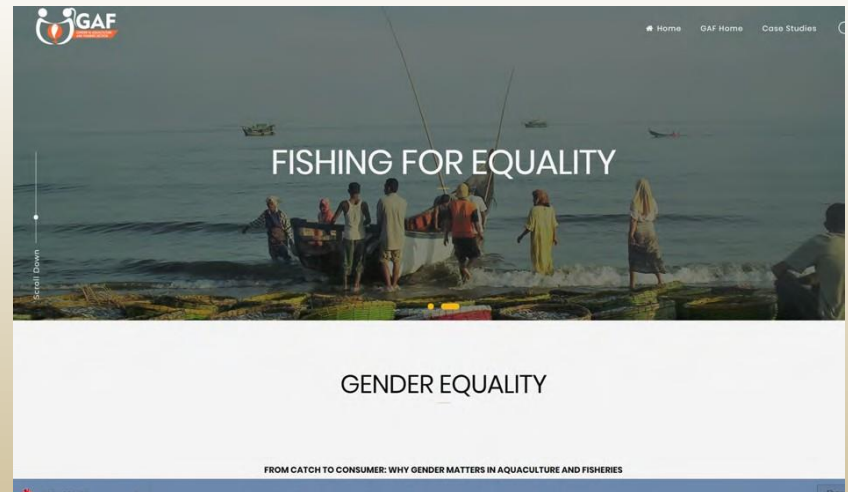 GAF
Home GAF Home Case Studies
FISHING FOR EQUALITY
Scroll Down
GENDER EQUALITY
FROM CATCH TO CONSUMER: WHY GENDER MATTERS IN AQUACULTURE AND FISHERIES